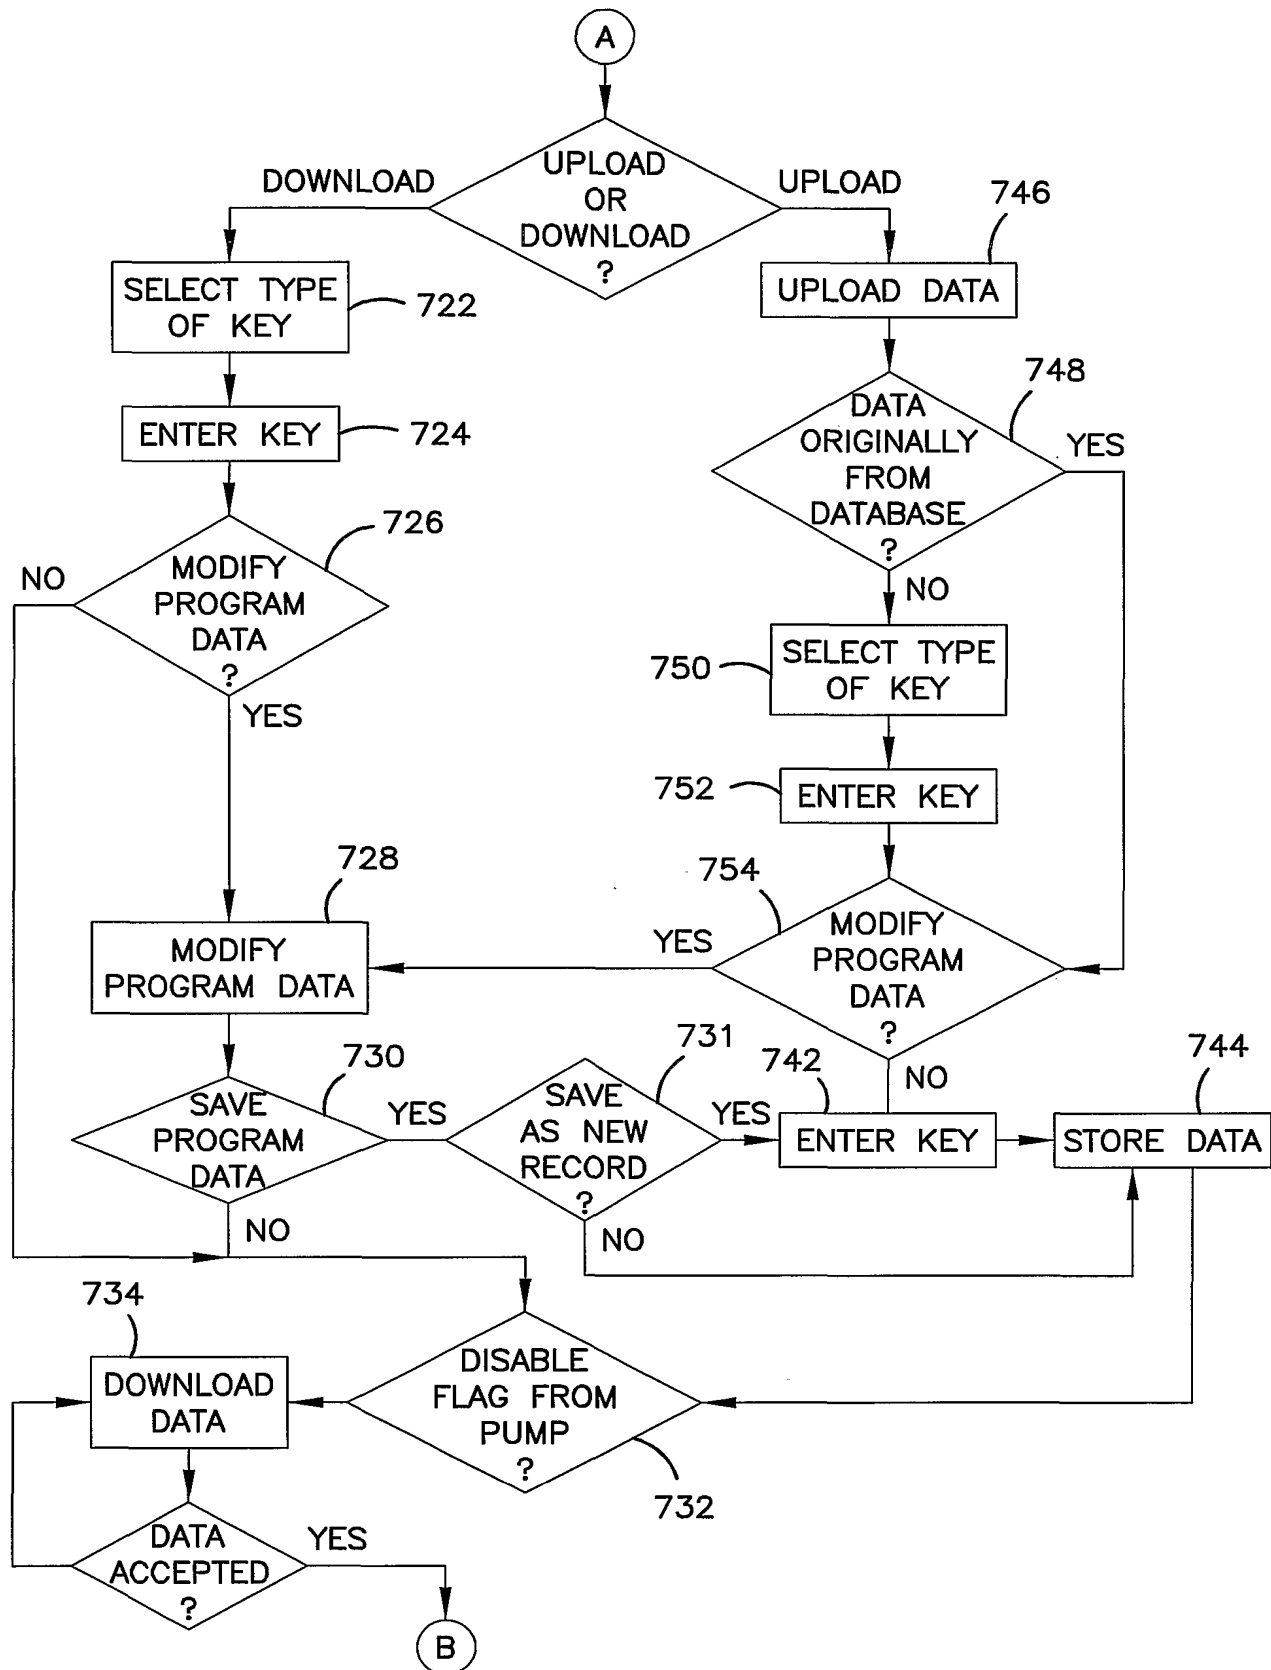 A
UPLOAD
OR
DOWNLOAD
?
DOWNLOAD
UPLOAD
SELECT TYPE
OF KEY
722
746
UPLOAD DATA
ENTER KEY
724
748
DATA
ORIGINALLY
FROM
DATABASE
?
YES
NO
726
MODIFY
PROGRAM
DATA
?
NO
YES
750
SELECT TYPE
OF KEY
752
ENTER KEY
754
MODIFY
PROGRAM
DATA
?
YES
NO
728
MODIFY
PROGRAM DATA
730
SAVE
PROGRAM
DATA
YES
NO
731
SAVE
AS NEW
RECORD
?
YES
NO
742
ENTER KEY
744
STORE DATA
734
DOWNLOAD
DATA
DISABLE
FLAG FROM
PUMP
?
732
DATA
ACCEPTED
?
YES
B